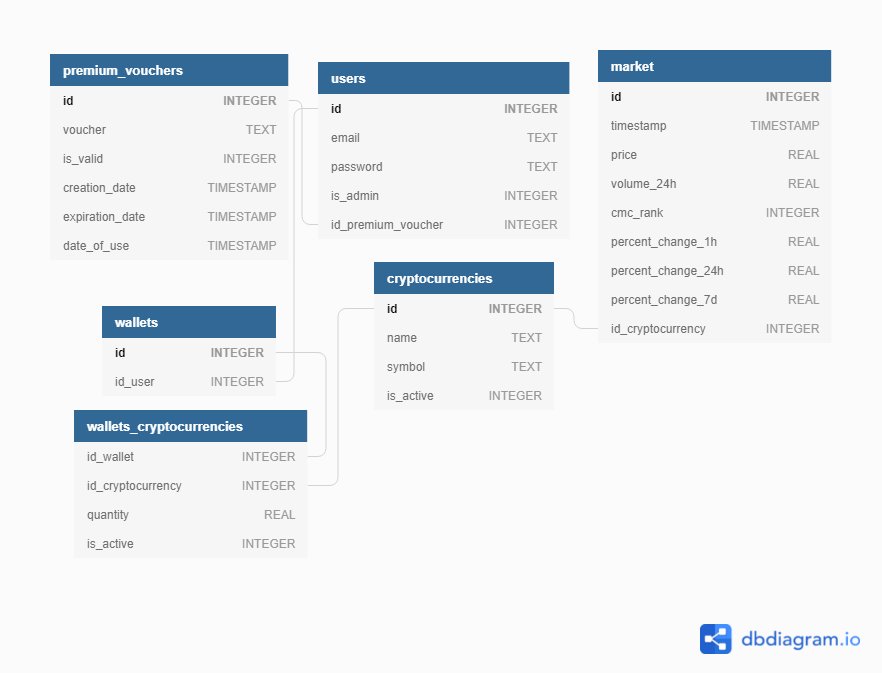 premium_vouchers
id INTEGER
voucher TEXT
is_valid INTEGER
creation_date TIMESTAMP
expiration_date TIMESTAMP
date_of_use TIMESTAMP
users
id INTEGER
email TEXT
password TEXT
is_admin INTEGER
id_premium_voucher INTEGER
market
id INTEGER
timestamp TIMESTAMP
price REAL
volume_24h REAL
cmc_rank INTEGER
percent_change_1h REAL
percent_change_24h REAL
percent_change_7d REAL
id_cryptocurrency INTEGER
cryptocurrencies
id INTEGER
name TEXT
symbol TEXT
is_active INTEGER
wallets
id INTEGER
id_user INTEGER
wallets_cryptocurrencies
id_wallet INTEGER
id_cryptocurrency INTEGER
quantity REAL
is_active INTEGER
dbdiagram.io